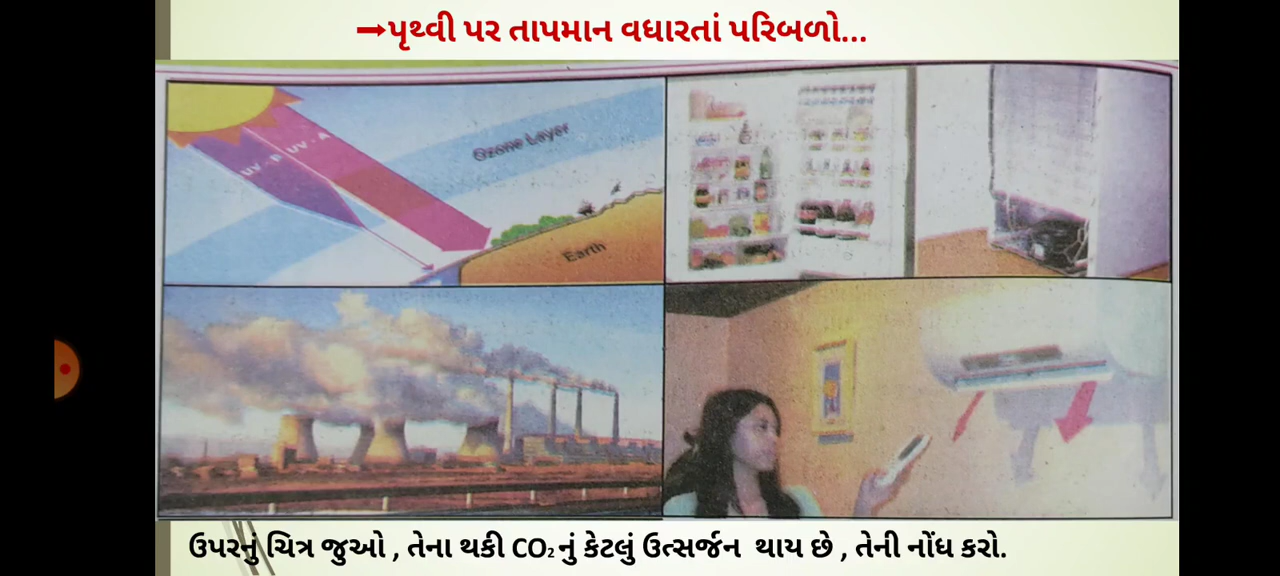 →પૃથ્વી પર તાપમાન વધારતાં પરિબળો...
Ozone Layer
UV - B UV - A
Earth
ઉપરનું ચિત્ર જુઓ , તેના થકી CO₂ નું કેટલું ઉત્સર્જન થાય છે , તેની નોંધ કરો.